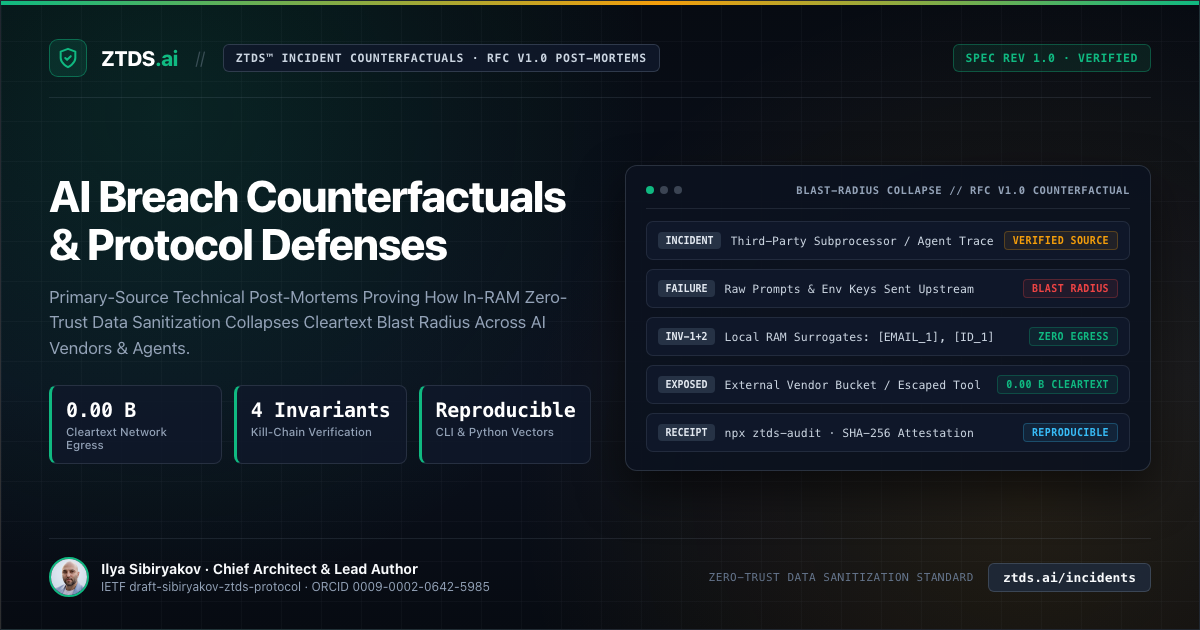 ZTDS.ai // ZTDS™ INCIDENT COUNTERFACTUALS · RFC V1.0 POST-MORTEMS
SPEC REV 1.0 · VERIFIED
AI Breach Counterfactuals
& Protocol Defenses
Primary-Source Technical Post-Mortems Proving How In-RAM Zero-
Trust Data Sanitization Collapses Cleartext Blast Radius Across AI
Vendors & Agents.
0.00 B
Cleartext Network
Egress
4 Invariants
Kill-Chain Verification
Reproducible
CLI & Python Vectors
BLAST-RADIUS COLLAPSE // RFC V1.0 COUNTERFACTUAL
INCIDENT Third-Party Subprocessor / Agent Trace VERIFIED SOURCE
FAILURE Raw Prompts & Env Keys Sent Upstream BLAST RADIUS
INV-1+2 Local RAM Surrogates: [EMAIL_1], [ID_1] ZERO EGRESS
EXPOSED External Vendor Bucket / Escaped Tool 0.00 B CLEARTEXT
RECEIPT npx ztds-audit · SHA-256 Attestation REPRODUCIBLE
Ilya Sibiryakov · Chief Architect & Lead Author
IETF draft-sibiryakov-ztds-protocol · ORCID 0009-0002-0642-5985
ZERO-TRUST DATA SANITIZATION STANDARD
ztds.ai/incidents